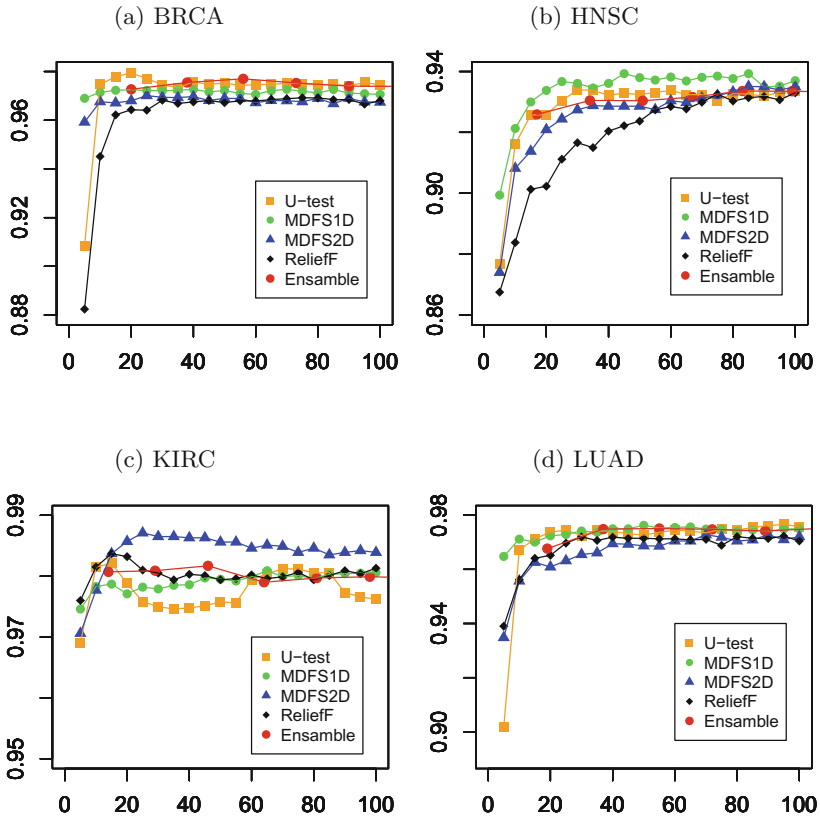 (a) BRCA
0.96
0.92
0.88
U-test
MDFS1D
MDFS2D
ReliefF
Ensamble
0 20 40 60 80 100
(b) HNSC
0.94
0.90
0.86
U-test
MDFS1D
MDFS2D
ReliefF
Ensamble
0 20 40 60 80 100
(c) KIRC
0.99
0.97
0.95
U-test
MDFS1D
MDFS2D
ReliefF
Ensamble
0 20 40 60 80 100
(d) LUAD
0.98
0.94
0.90
U-test
MDFS1D
MDFS2D
ReliefF
Ensamble
0 20 40 60 80 100